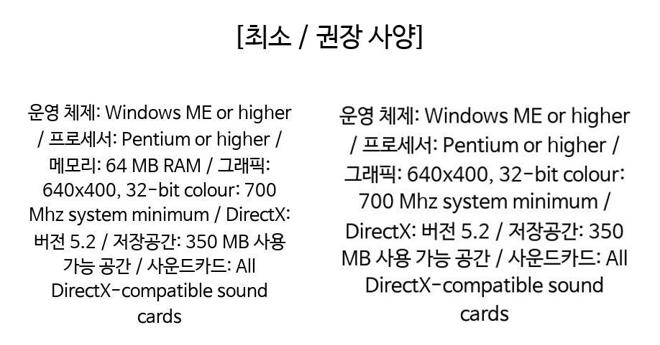 [최소 / 권장 사양]
운영 체제: Windows ME or higher
/ 프로세서: Pentium or higher /
메모리: 64 MB RAM / 그래픽:
640x400, 32-bit colour: 700
Mhz system minimum / DirectX:
버전 5.2 / 저장공간: 350 MB 사용
가능 공간 / 사운드카드: All
DirectX-compatible sound
cards
운영 체제: Windows ME or higher
/ 프로세서: Pentium or higher /
그래픽: 640x400, 32-bit colour:
700 Mhz system minimum /
DirectX: 버전 5.2 / 저장공간: 350
MB 사용 가능 공간 / 사운드카드: All
DirectX-compatible sound
cards